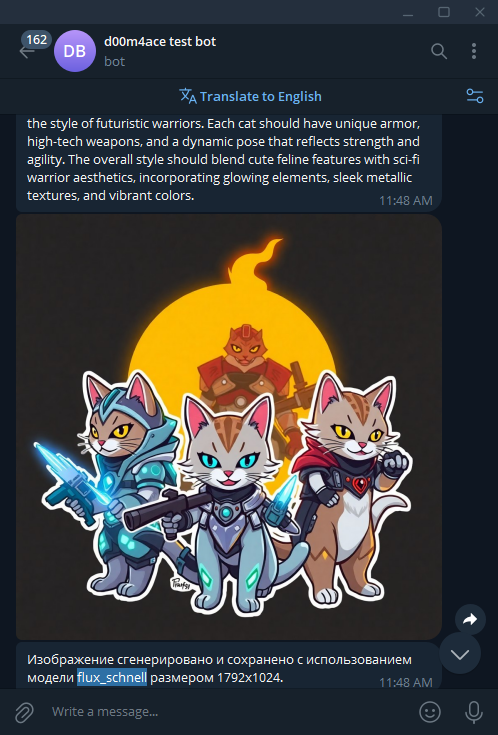 162
DB
d00m4ace test bot
bot
Translate to English
the style of futuristic warriors. Each cat should have unique armor,
high-tech weapons, and a dynamic pose that reflects strength and
agility. The overall style should blend cute feline features with sci-fi
warrior aesthetics, incorporating glowing elements, sleek metallic
textures, and vibrant colors.
11:48 AM
Изображение сгенерировано и сохранено с использованием
модели flux_schnell размером 1792x1024.
11:48 AM
Write a message...